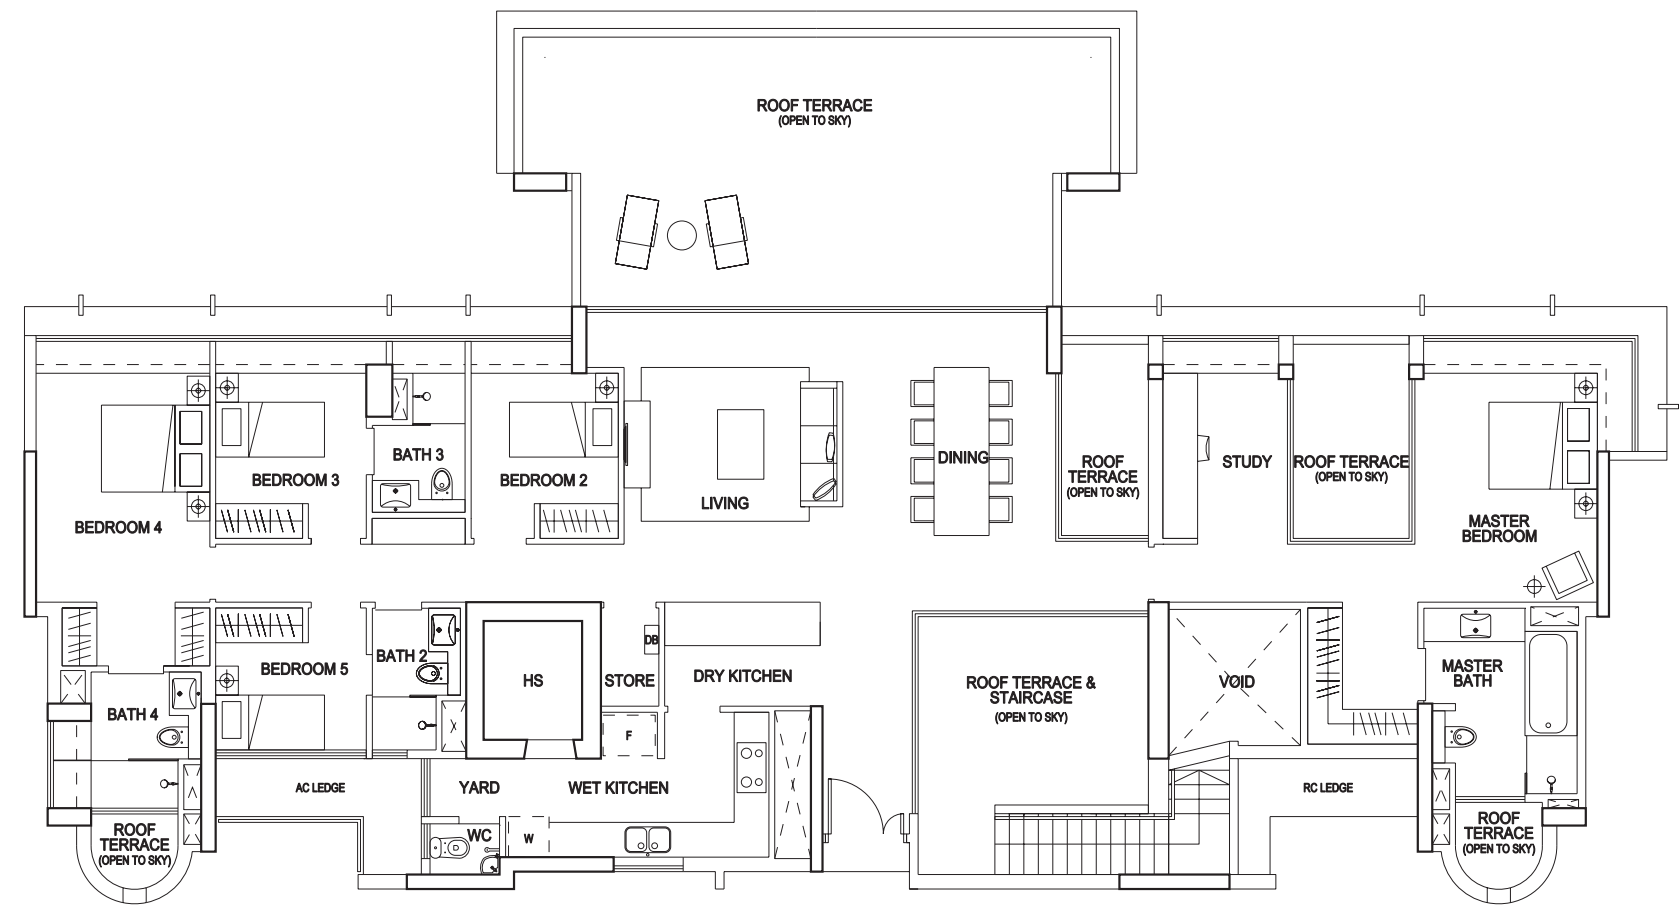 ROOF TERRACE
(OPEN TO SKY)
BEDROOM 4
BEDROOM 3
BATH 3
BEDROOM 2
LIVING
DINING
ROOF
TERRACE
(OPEN TO SKY)
STUDY
ROOF TERRACE
(OPEN TO SKY)
MASTER
BEDROOM
BATH 4
BEDROOM 5
BATH 2
HS
STORE
DB
DRY KITCHEN
F
ROOF TERRACE &
STAIRCASE
(OPEN TO SKY)
VOID
MASTER
BATH
AC LEDGE
YARD
WET KITCHEN
RC LEDGE
ROOF
TERRACE
(OPEN TO SKY)
WC
W
ROOF
TERRACE
(OPEN TO SKY)